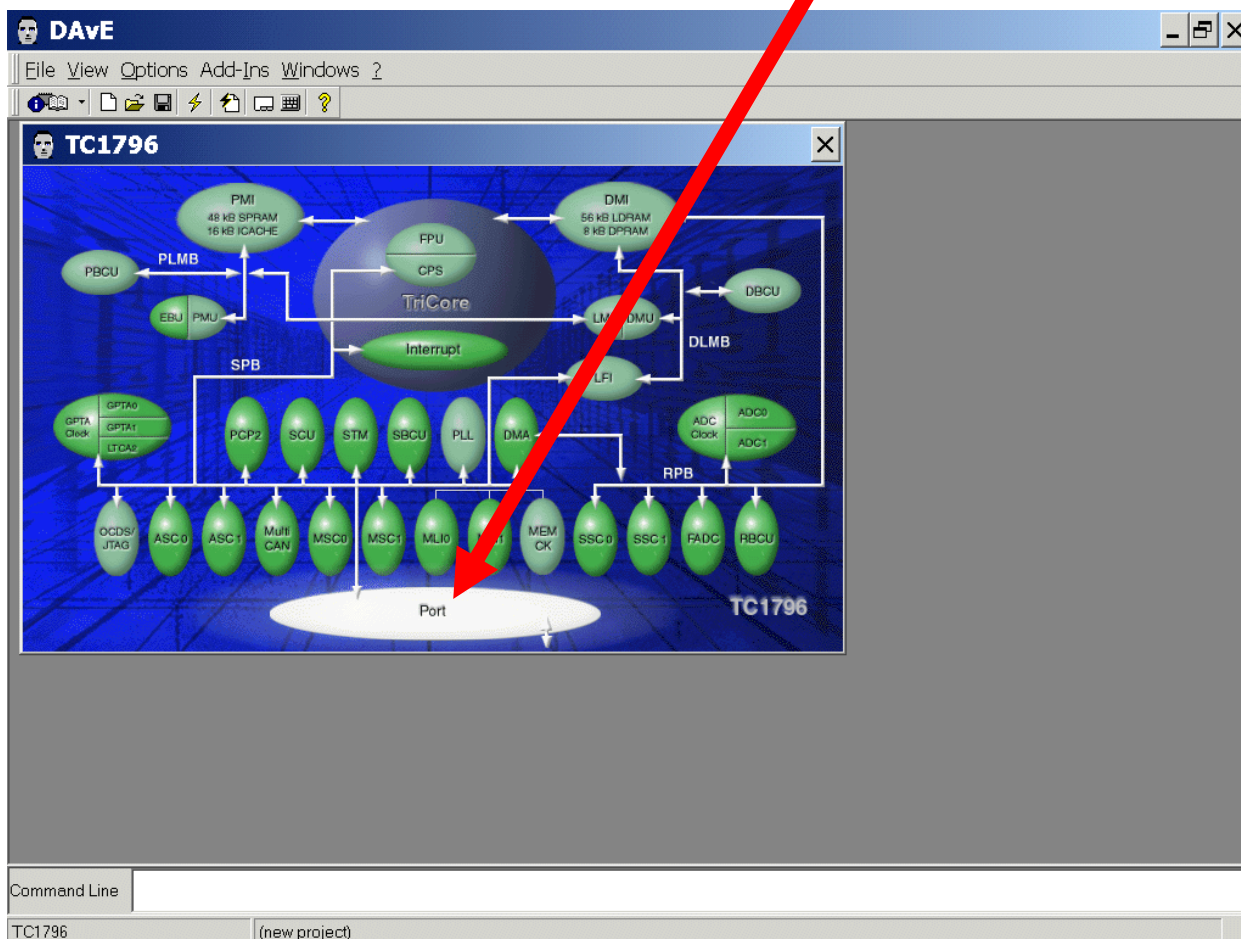 DAvE
File View Options Add-Ins Windows ?
TC1796
PMI
48 kB SPRAM
16 kB ICACHE
DMI
56 kB LDRAM
8 kB DPRAM
FPU
CPS
TriCore
Interrupt
PBCU
PLMB
EBU PMU
DMU
DBCU
DLMB
LFI
SPB
GPTA
Clock
GPTA0
GPTA1
LTCA2
PCP2
SCU
STM
SBCU
PLL
DMA
ADC
Clock
ADC0
ADC1
RPB
OCDS/
JTAG
ASC0
ASC1
Multi
CAN
MSC0
MSC1
MLI0
MEM
CK
SSC0
SSC1
FADC
RBCU
Port
TC1796
Command Line
TC1796
(new project)